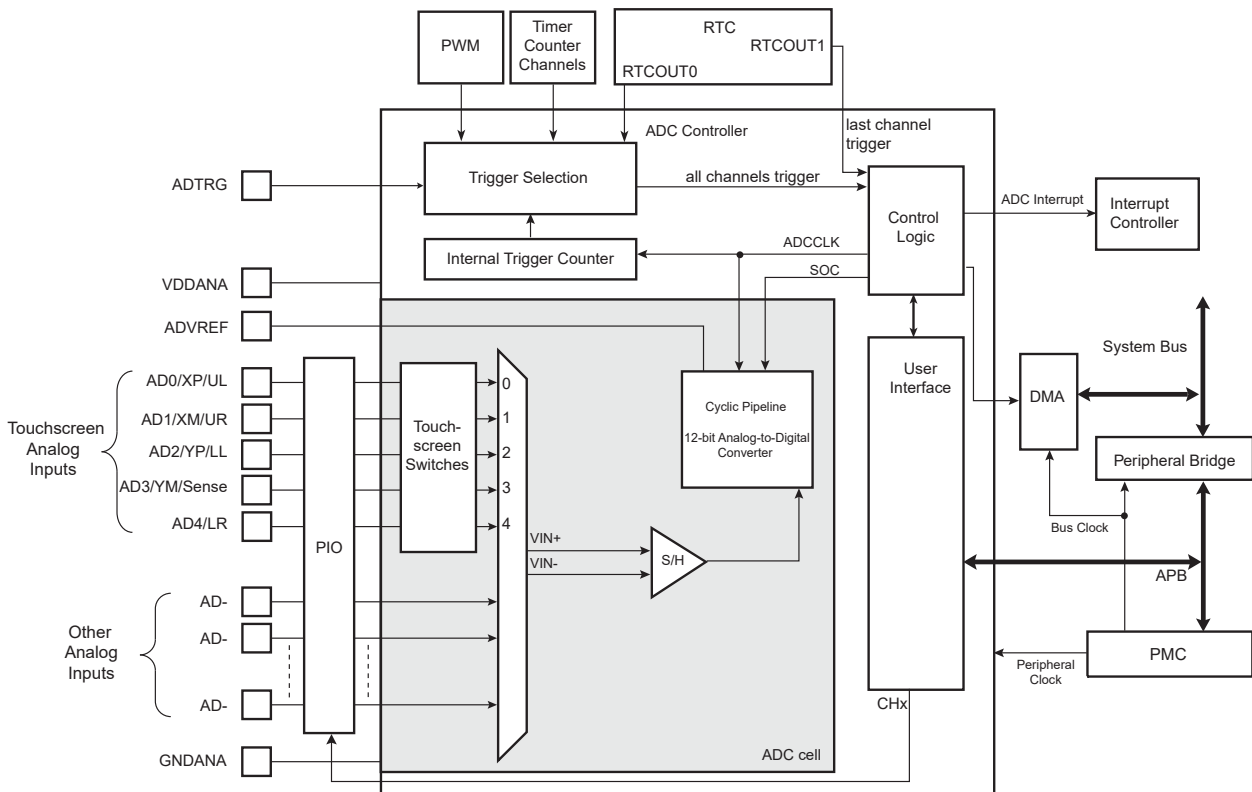 PWM
Timer
Counter
Channels
RTC
RTCOUT1
RTCOUT0
ADC Controller
last channel
trigger
ADTRG
Trigger Selection
all channels trigger
Control
Logic
ADC Interrupt
Interrupt
Controller
Internal Trigger Counter
ADCCLK
SOC
VDDANA
ADVREF
Touchscreen
Analog
Inputs
AD0/XP/UL
AD1/XM/UR
AD2/YP/LL
AD3/YM/Sense
AD4/LR
PIO
Touch-
screen
Switches
0
1
2
3
4
Cyclic Pipeline
12-bit Analog-to-Digital
Converter
VIN+
VIN-
S/H
User
Interface
DMA
System Bus
Peripheral Bridge
Bus Clock
APB
PMC
Peripheral
Clock
Other
Analog
Inputs
AD-
AD-
AD-
CHx
GNDANA
ADC cell